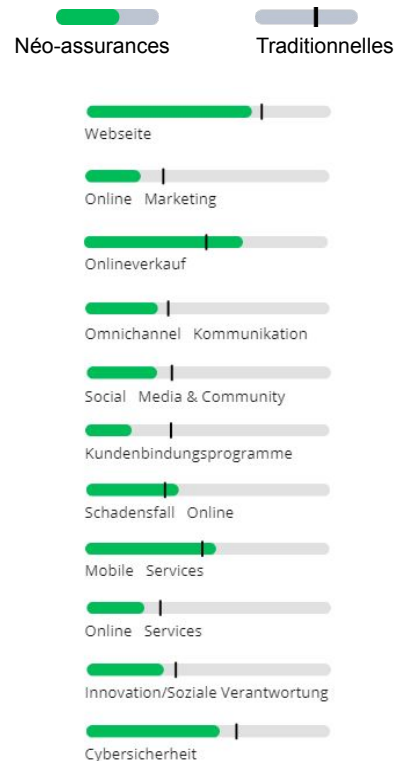 Néo-assurances Traditionnelles
Webseite
Online Marketing
Onlineverkauf
Omnichannel Kommunikation
Social Media & Community
Kundenbindungsprogramme
Schadensfall Online
Mobile Services
Online Services
Innovation/Soziale Verantwortung
Cybersicherheit